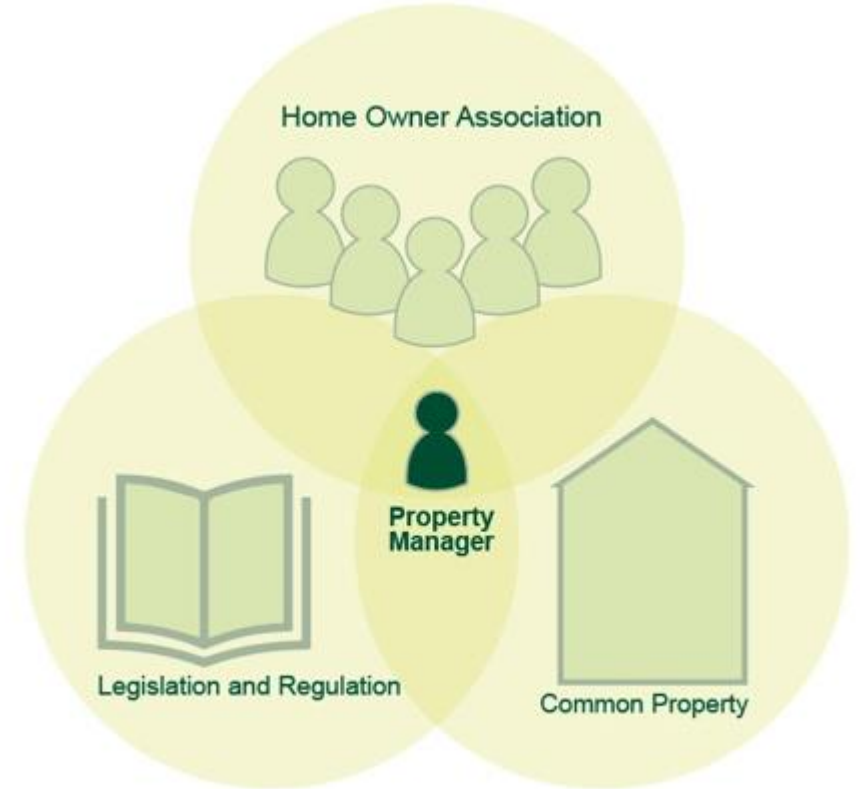 Home Owner Association
Property
Manager
Legislation and Regulation
Common Property